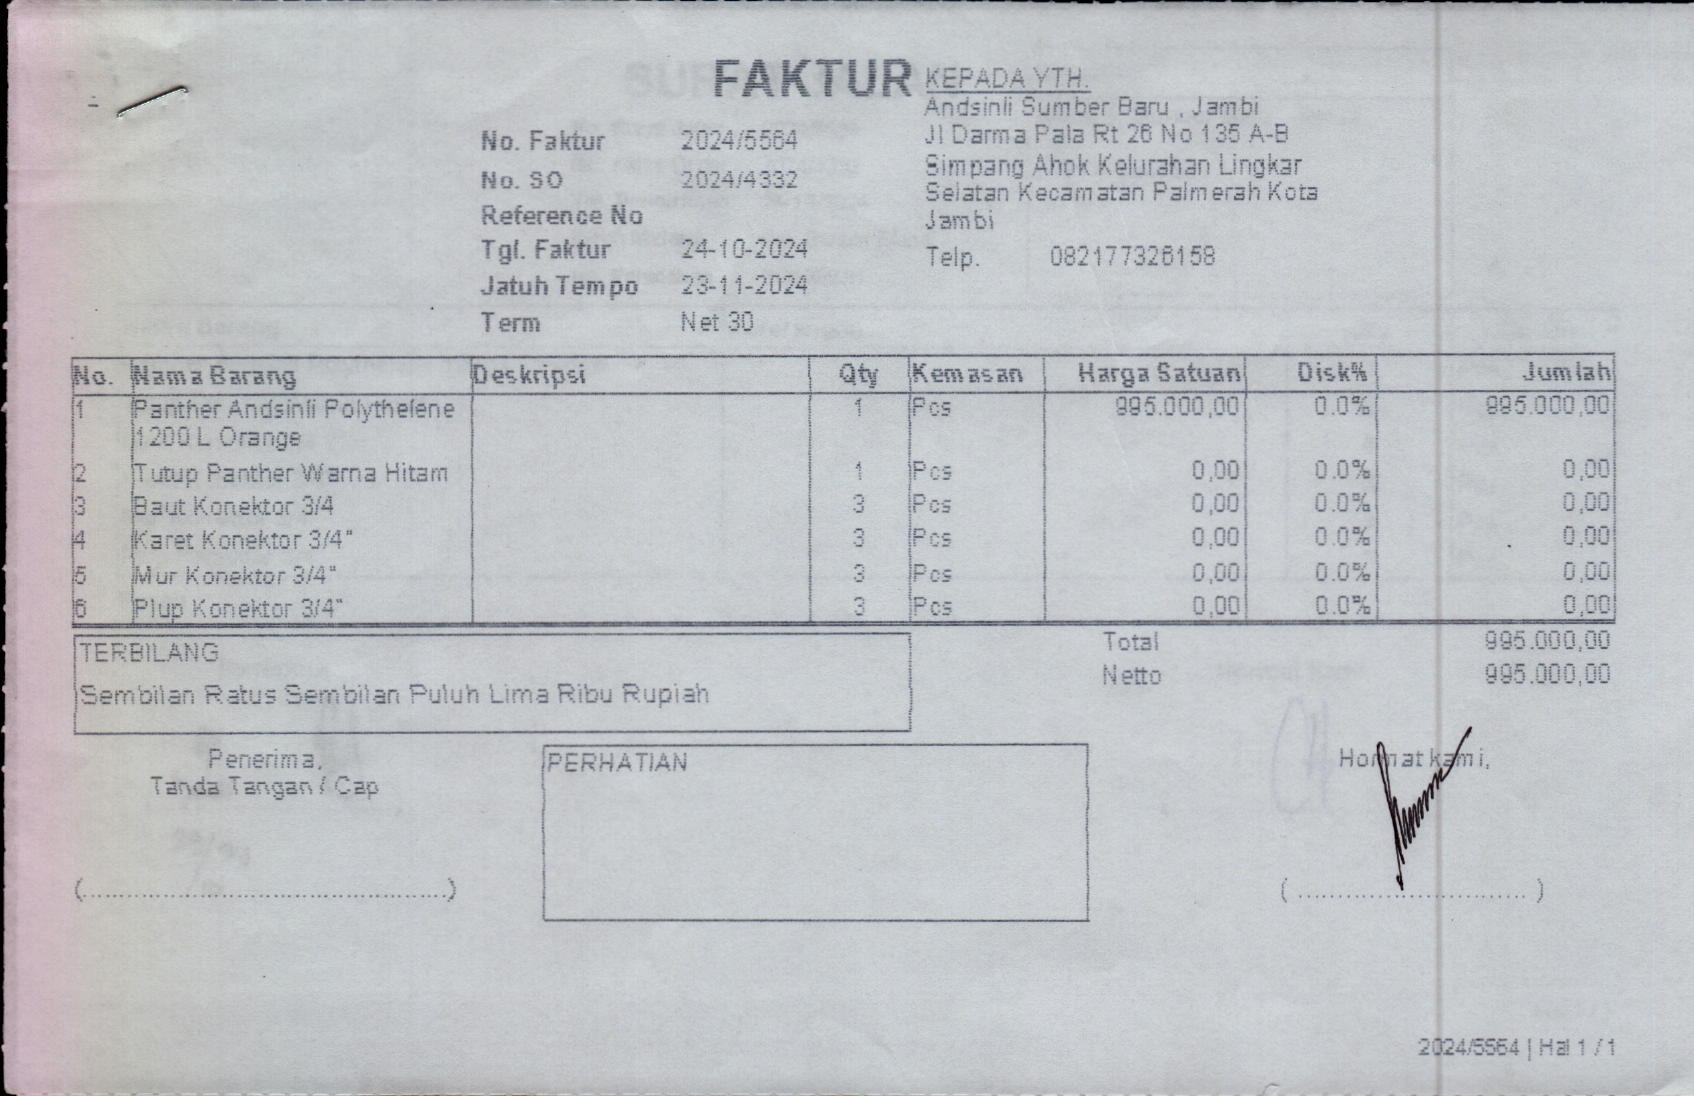 FAKTUR
No. Faktur 2024/5564
No. SO 2024/4332
Reference No
Tgl. Faktur 24-10-2024
Jatuh Tempo 23-11-2024
Term Net 30
KEPADA YTH.
Andsinli Sumber Baru , Jambi
Jl Darma Pala Rt 26 No 135 A-B
Simpang Ahok Kelurahan Lingkar
Selatan Kecamatan Palmerah Kota
Jambi
Telp. 082177326158
No. Nama Barang Deskripsi Qty Kemasan Harga Satuan Disk% Jumlah
1 Panther Andsinli Polythelene 1 Pcs 995.000,00 0.0% 995.000,00
1200 L Orange
2 Tutup Panther Warna Hitam 1 Pcs 0,00 0.0% 0,00
3 Baut Konektor 3/4 3 Pcs 0,00 0.0% 0,00
4 Karet Konektor 3/4" 3 Pcs 0,00 0.0% 0,00
5 Mur Konektor 3/4" 3 Pcs 0,00 0.0% 0,00
6 Plup Konektor 3/4" 3 Pcs 0,00 0.0% 0,00
Total 995.000,00
Netto 995.000,00
TERBILANG
Sembilan Ratus Sembilan Puluh Lima Ribu Rupiah
Penerima,
Tanda Tangan / Cap
(..............................................)
PERHATIAN
Hormat kami,
( ............................. )
2024/5564 | Hal 1 / 1